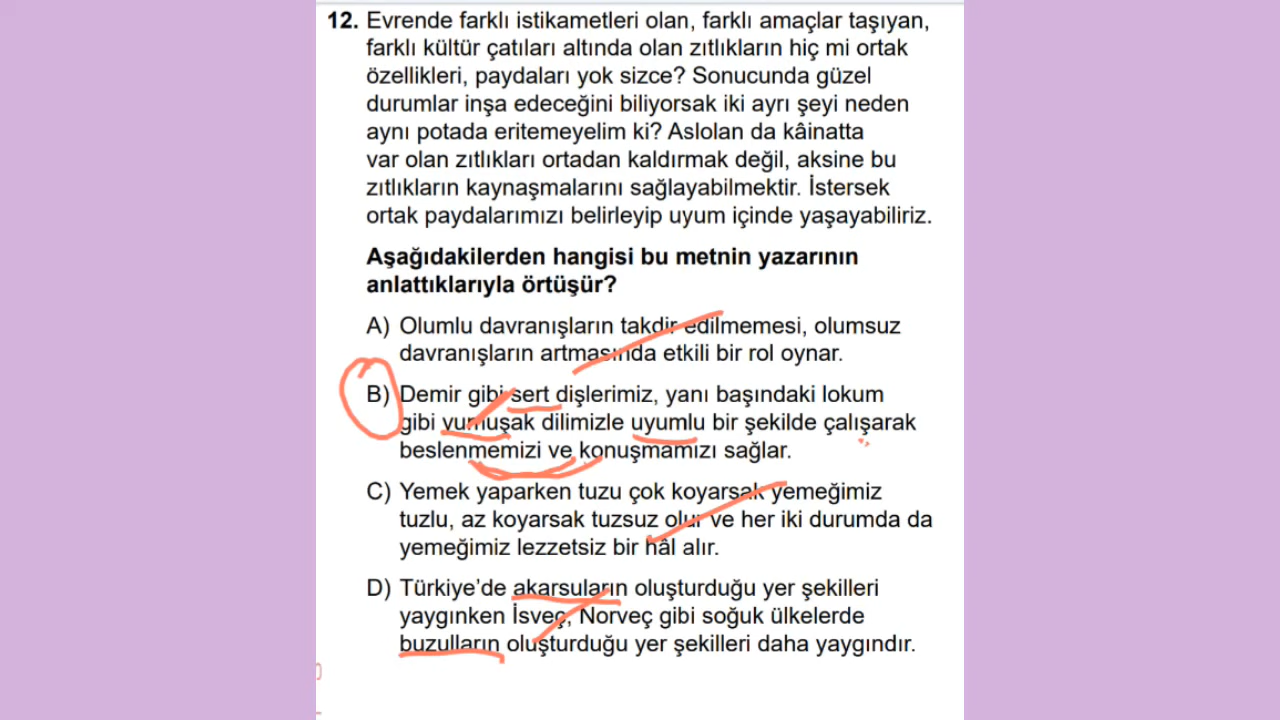 12. Evrende farklı istikametleri olan, farklı amaçlar taşıyan,
farklı kültür çatıları altında olan zıtlıkların hiç mi ortak
özellikleri, paydaları yok sizce? Sonucunda güzel
durumlar inşa edeceğini biliyorsak iki ayrı şeyi neden
aynı potada eritemeyelim ki? Aslolan da kâinatta
var olan zıtlıkları ortadan kaldırmak değil, aksine bu
zıtlıkların kaynaşmalarını sağlayabilmektir. İstersek
ortak paydalarımızı belirleyip uyum içinde yaşayabiliriz.
Aşağıdakilerden hangisi bu metnin yazarının
anlattıklarıyla örtüşür?
A) Olumlu davranışların takdir edilmemesi, olumsuz
davranışların artmasında etkili bir rol oynar.
B) Demir gibi sert dişlerimiz, yanı başındaki lokum
gibi yumuşak dilimizle uyumlu bir şekilde çalışarak
beslenmemizi ve konuşmamızı sağlar.
C) Yemek yaparken tuzu çok koyarsak yemeğimiz
tuzlu, az koyarsak tuzsuz olur ve her iki durumda da
yemeğimiz lezzetsiz bir hâl alır.
D) Türkiye'de akarsuların oluşturduğu yer şekilleri
yaygınken İsveç, Norveç gibi soğuk ülkelerde
buzulların oluşturduğu yer şekilleri daha yaygındır.